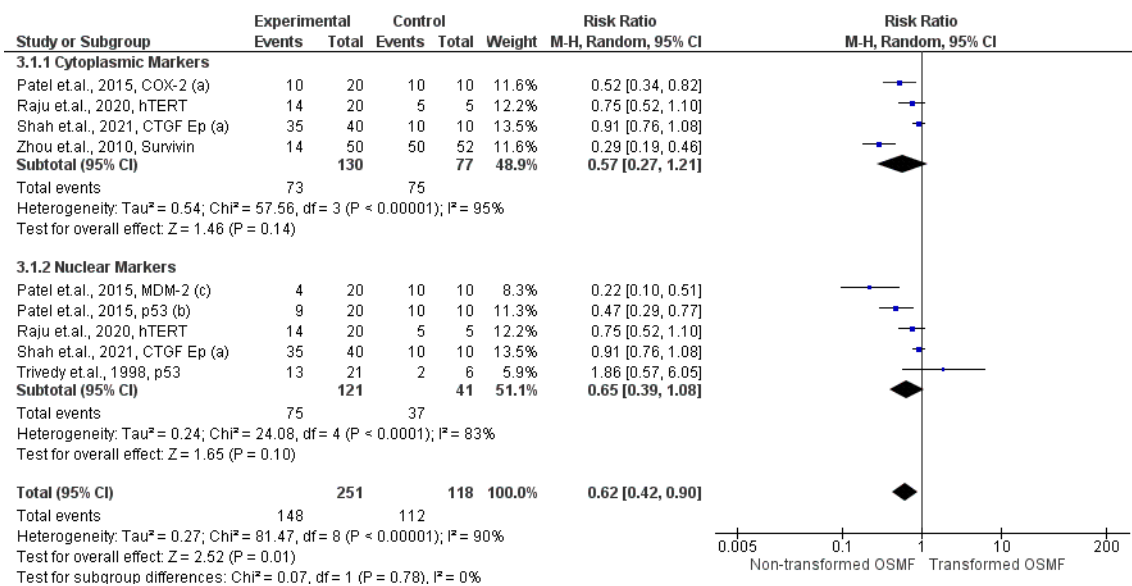 Experimental Control Risk Ratio Risk Ratio
Study or Subgroup Events Total Events Total Weight M-H, Random, 95% CI M-H, Random, 95% CI
3.1.1 Cytoplasmic Markers
Patel et.al., 2015, COX-2 (a) 10 20 10 10 11.6% 0.52 [0.34, 0.82]
Raju et.al., 2020, hTERT 14 20 5 5 12.2% 0.75 [0.52, 1.10]
Shah et.al., 2021, CTGF Ep (a) 35 40 10 10 13.5% 0.91 [0.76, 1.08]
Zhou et.al., 2010, Survivin 14 50 50 52 11.6% 0.29 [0.19, 0.46]
Subtotal (95% CI) 130 77 48.9% 0.57 [0.27, 1.21]
Total events 73 75
Heterogeneity: Tau² = 0.54; Chi² = 57.56, df = 3 (P < 0.00001); I² = 95%
Test for overall effect: Z = 1.46 (P = 0.14)
3.1.2 Nuclear Markers
Patel et.al., 2015, MDM-2 (c) 4 20 10 10 8.3% 0.22 [0.10, 0.51]
Patel et.al., 2015, p53 (b) 9 20 10 10 11.3% 0.47 [0.29, 0.77]
Raju et.al., 2020, hTERT 14 20 5 5 12.2% 0.75 [0.52, 1.10]
Shah et.al., 2021, CTGF Ep (a) 35 40 10 10 13.5% 0.91 [0.76, 1.08]
Trivedy et.al., 1998, p53 13 21 2 6 5.9% 1.86 [0.57, 6.05]
Subtotal (95% CI) 121 41 51.1% 0.65 [0.39, 1.08]
Total events 75 37
Heterogeneity: Tau² = 0.24; Chi² = 24.08, df = 4 (P < 0.0001); I² = 83%
Test for overall effect: Z = 1.65 (P = 0.10)
Total (95% CI) 251 118 100.0% 0.62 [0.42, 0.90]
Total events 148 112
Heterogeneity: Tau² = 0.27; Chi² = 81.47, df = 8 (P < 0.00001); I² = 90%
Test for overall effect: Z = 2.52 (P = 0.01)
Test for subgroup differences: Chi² = 0.07, df = 1 (P = 0.78), I² = 0%
0.005 0.1 1 10 200
Non-transformed OSMF Transformed OSMF